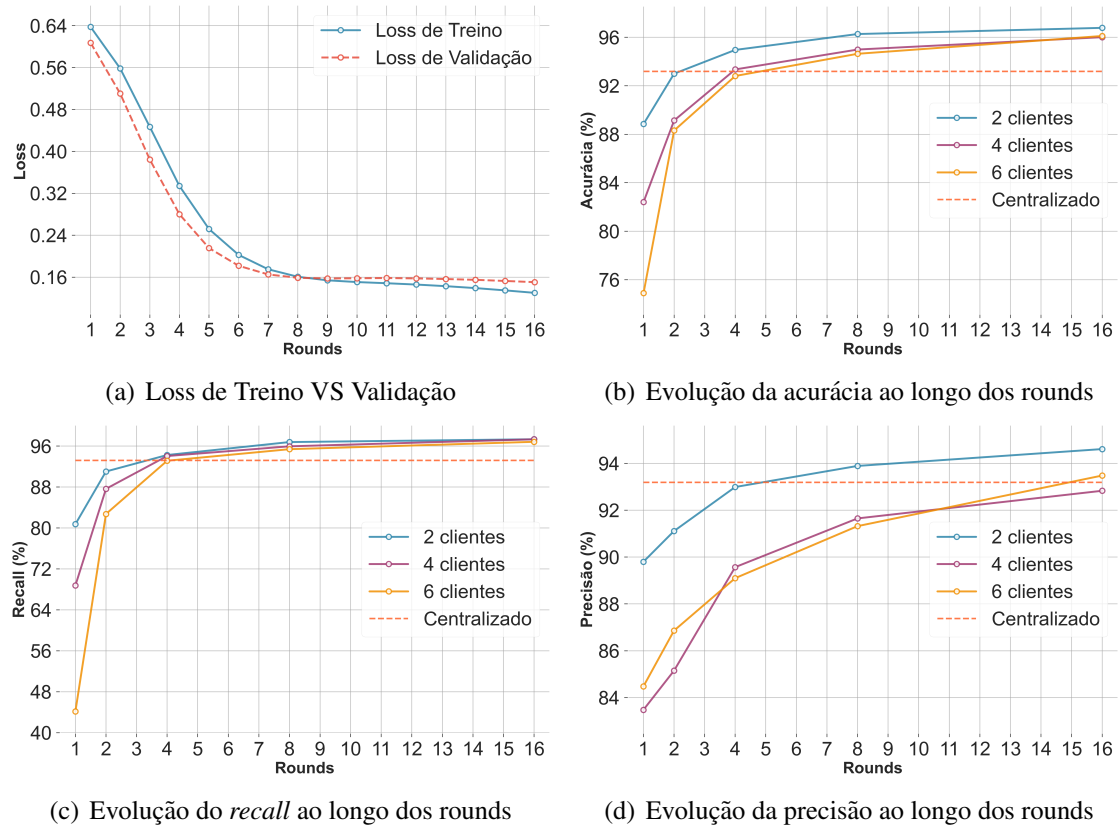 0.64
0.56
0.48
0.40
0.32
0.24
0.16
Loss
Loss de Treino
Loss de Validação
1 2 3 4 5 6 7 8 9 10 11 12 13 14 15 16
Rounds
(a) Loss de Treino VS Validação
96
92
88
84
80
76
Acurácia (%)
2 clientes
4 clientes
6 clientes
Centralizado
1 2 3 4 5 6 7 8 9 10 11 12 13 14 15 16
Rounds
(b) Evolução da acurácia ao longo dos rounds
96
88
80
72
64
56
48
40
Recall (%)
2 clientes
4 clientes
6 clientes
Centralizado
1 2 3 4 5 6 7 8 9 10 11 12 13 14 15 16
Rounds
(c) Evolução do recall ao longo dos rounds
94
92
90
88
86
84
Precisão (%)
2 clientes
4 clientes
6 clientes
Centralizado
1 2 3 4 5 6 7 8 9 10 11 12 13 14 15 16
Rounds
(d) Evolução da precisão ao longo dos rounds